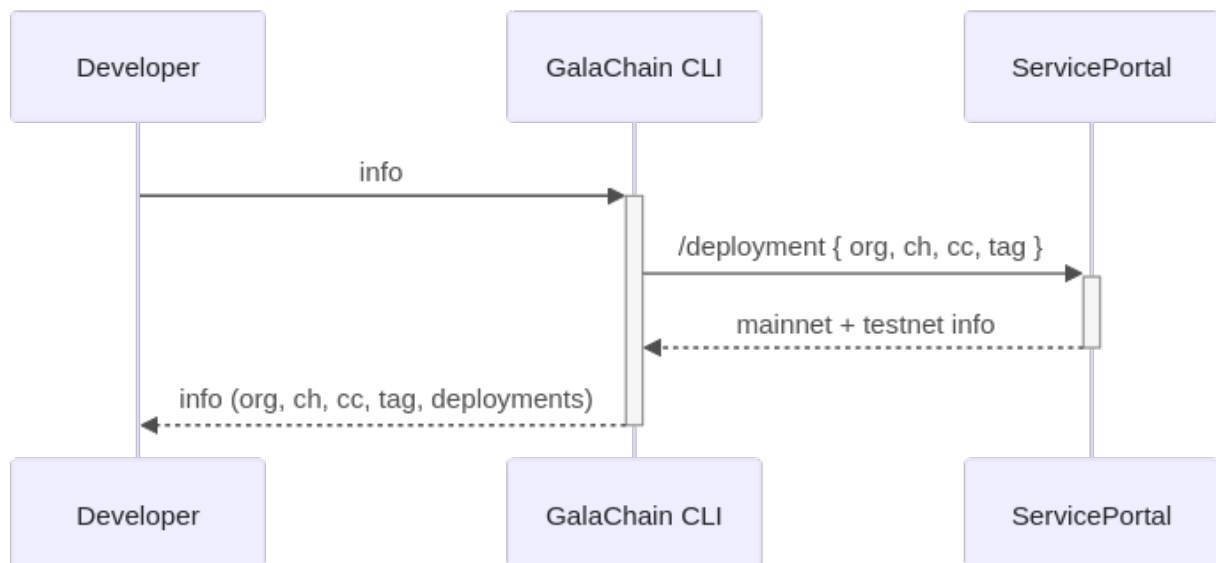 Developer
GalaChain CLI
ServicePortal
info
/deployment { org, ch, cc, tag }
mainnet + testnet info
info (org, ch, cc, tag, deployments)
Developer
GalaChain CLI
ServicePortal